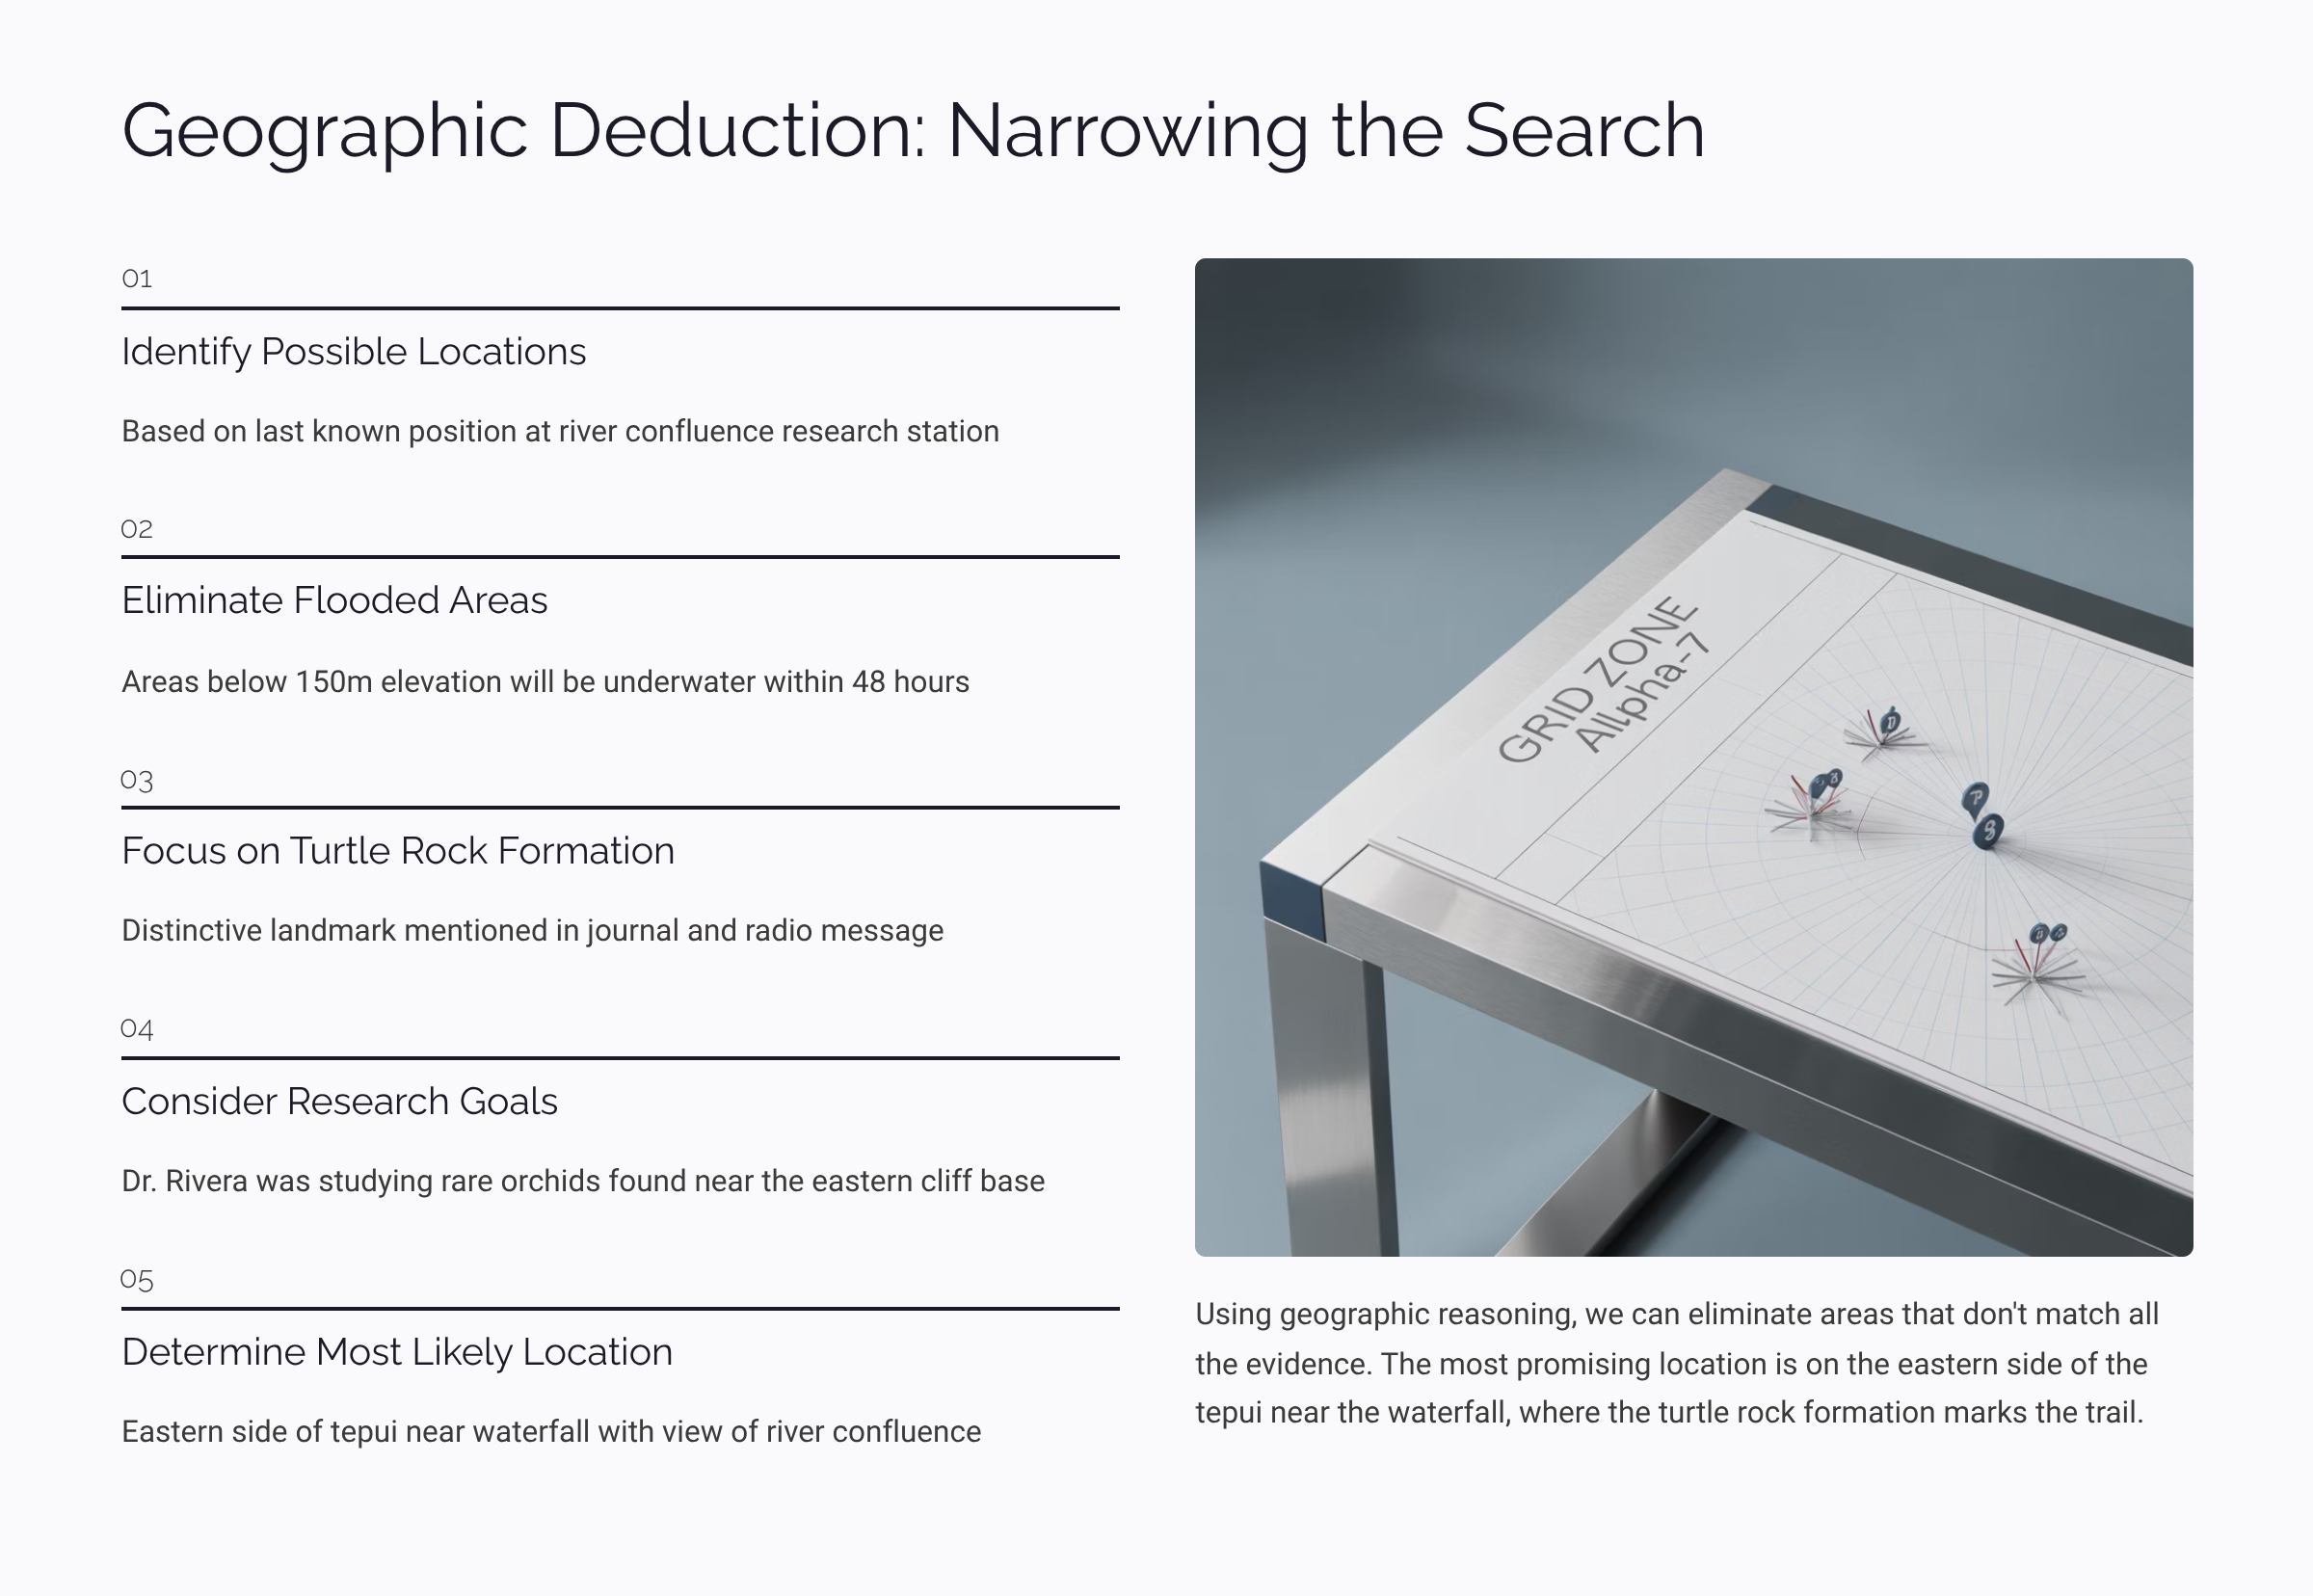 Geographic Deduction: Narrowing the Search
01
Identify Possible Locations
Based on last known position at river confluence research station
02
Eliminate Flooded Areas
Areas below 150m elevation will be underwater within 48 hours
03
Focus on Turtle Rock Formation
Distinctive landmark mentioned in journal and radio message
04
Consider Research Goals
Dr. Rivera was studying rare orchids found near the eastern cliff base
05
Determine Most Likely Location
Eastern side of tepui near waterfall with view of river confluence
GRID ZONE
Allpha-7
P
8
Using geographic reasoning, we can eliminate areas that don't match all
the evidence. The most promising location is on the eastern side of the
tepui near the waterfall, where the turtle rock formation marks the trail.